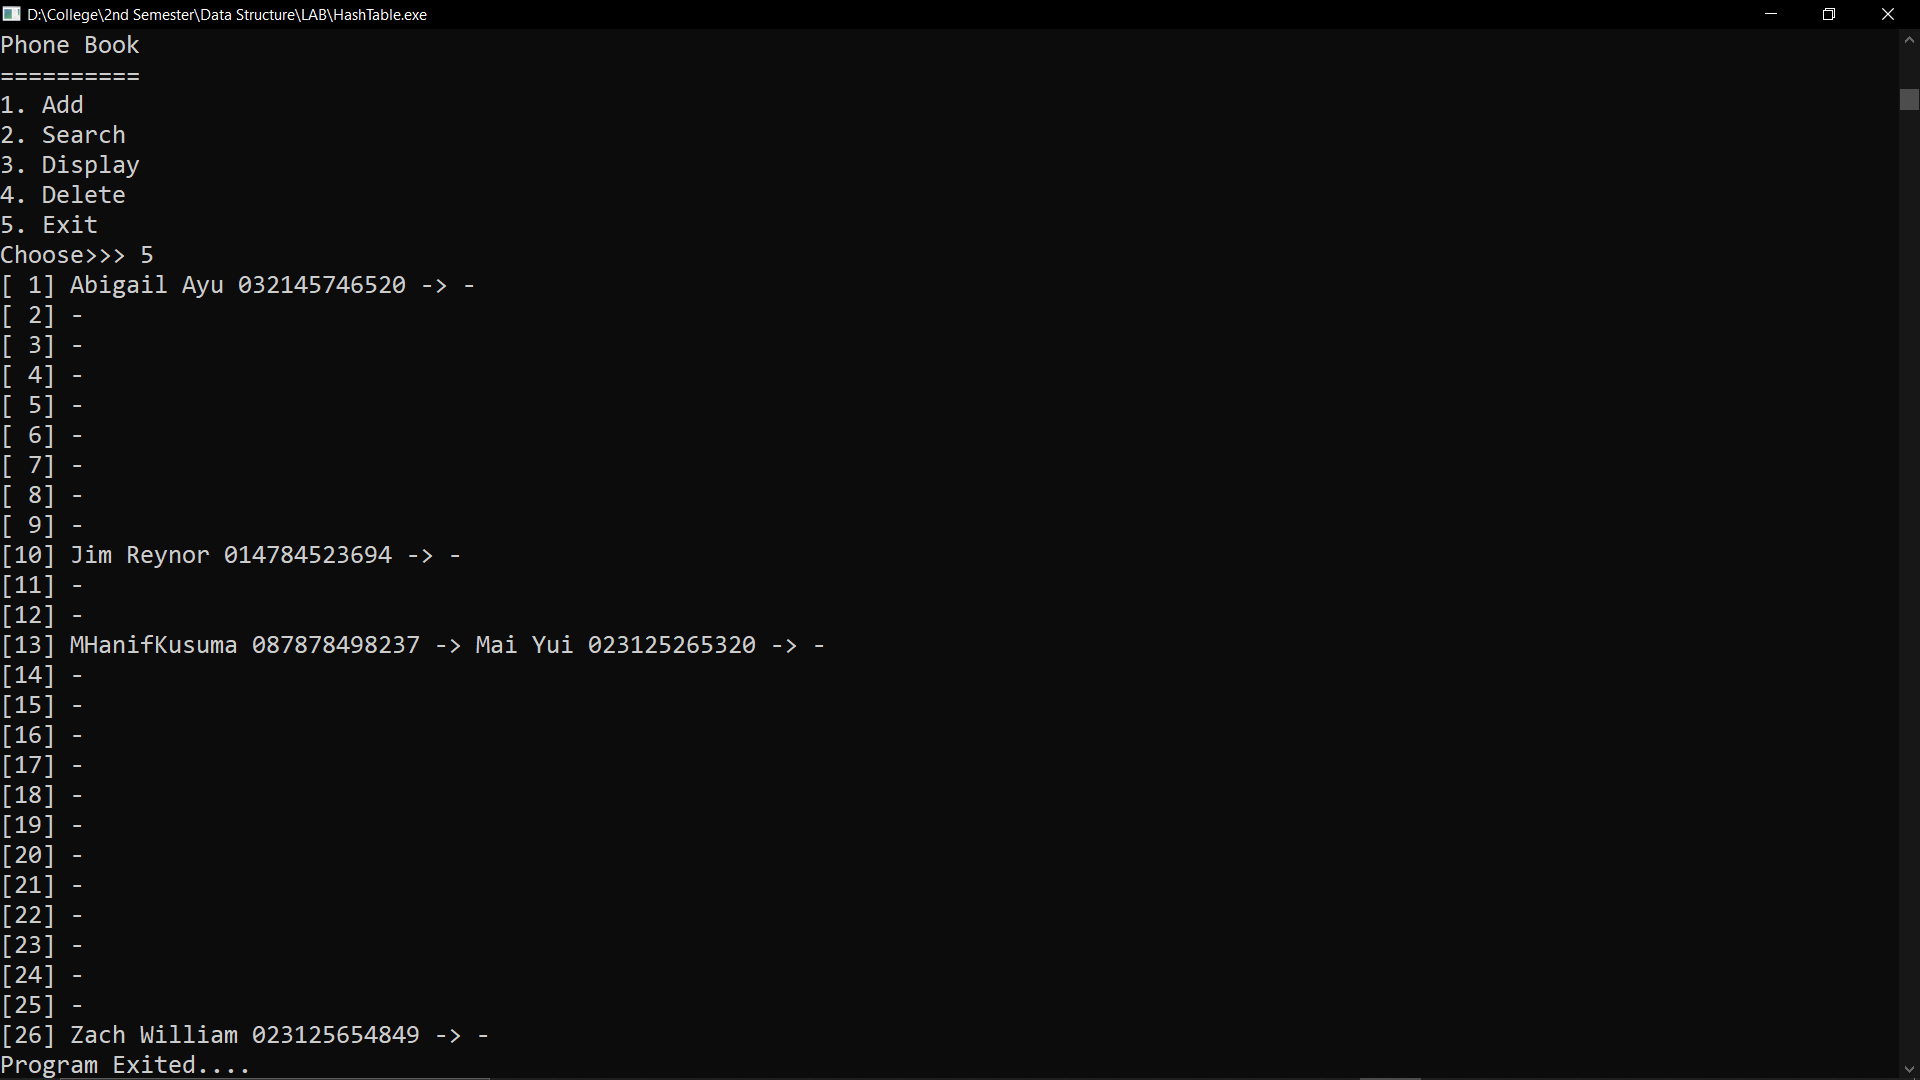 D:\College\2nd Semester\Data Structure\LAB\HashTable.exe
Phone Book
==========
1. Add
2. Search
3. Display
4. Delete
5. Exit
Choose>>> 5
[ 1] Abigail Ayu 032145746520 -> -
[ 2] -
[ 3] -
[ 4] -
[ 5] -
[ 6] -
[ 7] -
[ 8] -
[ 9] -
[10] Jim Reynor 014784523694 -> -
[11] -
[12] -
[13] MHanifKusuma 087878498237 -> Mai Yui 023125265320 -> -
[14] -
[15] -
[16] -
[17] -
[18] -
[19] -
[20] -
[21] -
[22] -
[23] -
[24] -
[25] -
[26] Zach William 023125654849 -> -
Program Exited....